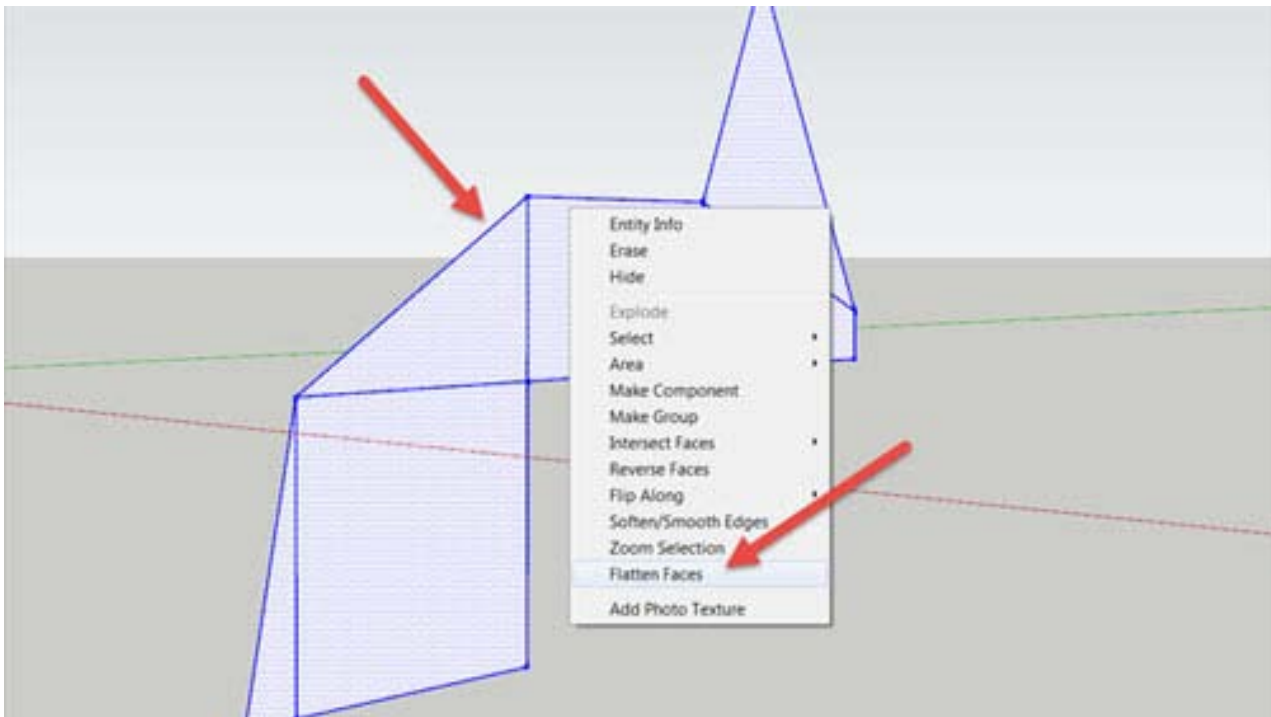 Entity Info
Erase
Hide
Explode
Select
Area
Make Component
Make Group
Intersect Faces
Reverse Faces
Flip Along
Soften/Smooth Edges
Zoom Selection
Flatten Faces
Add Photo Texture